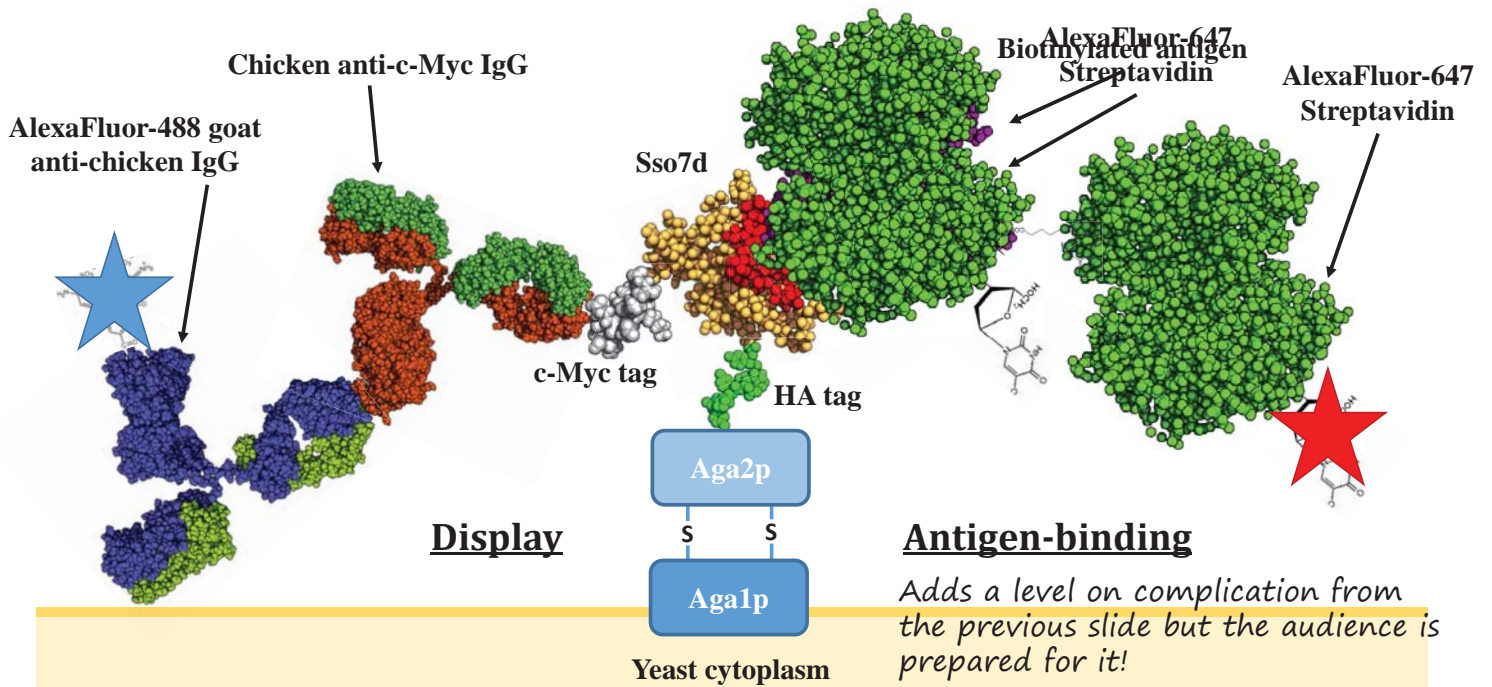 Chicken anti-c-Myc IgG
AlexaFluor-488 goat
anti-chicken IgG
Sso7d
Biotinylated antigen
AlexaFluor-647
Streptavidin
AlexaFluor-647
Streptavidin
c-Myc tag
HA tag
Aga2p
S S
Aga1p
Display
Antigen-binding
Adds a level on complication from
the previous slide but the audience is
prepared for it!
Yeast cytoplasm